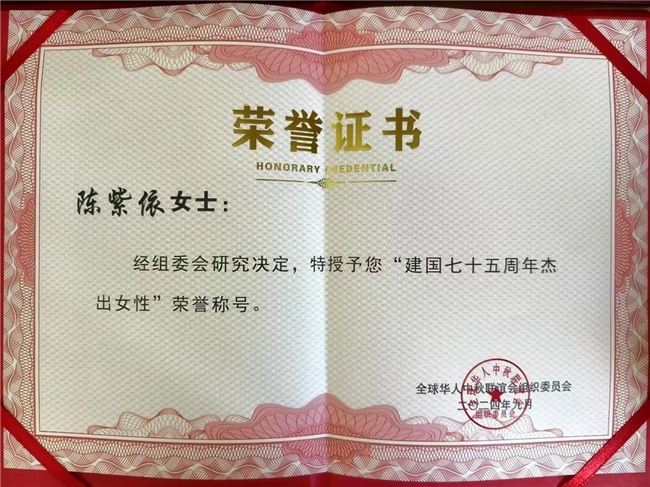 荣誉证书
HONORARY CREDENTIAL
陈紫依女士：
经组委会研究决定，特授予您“建国七十五周年杰
出女性”荣誉称号。
全球华人中秋联谊会组织委员会
二〇二四年九月